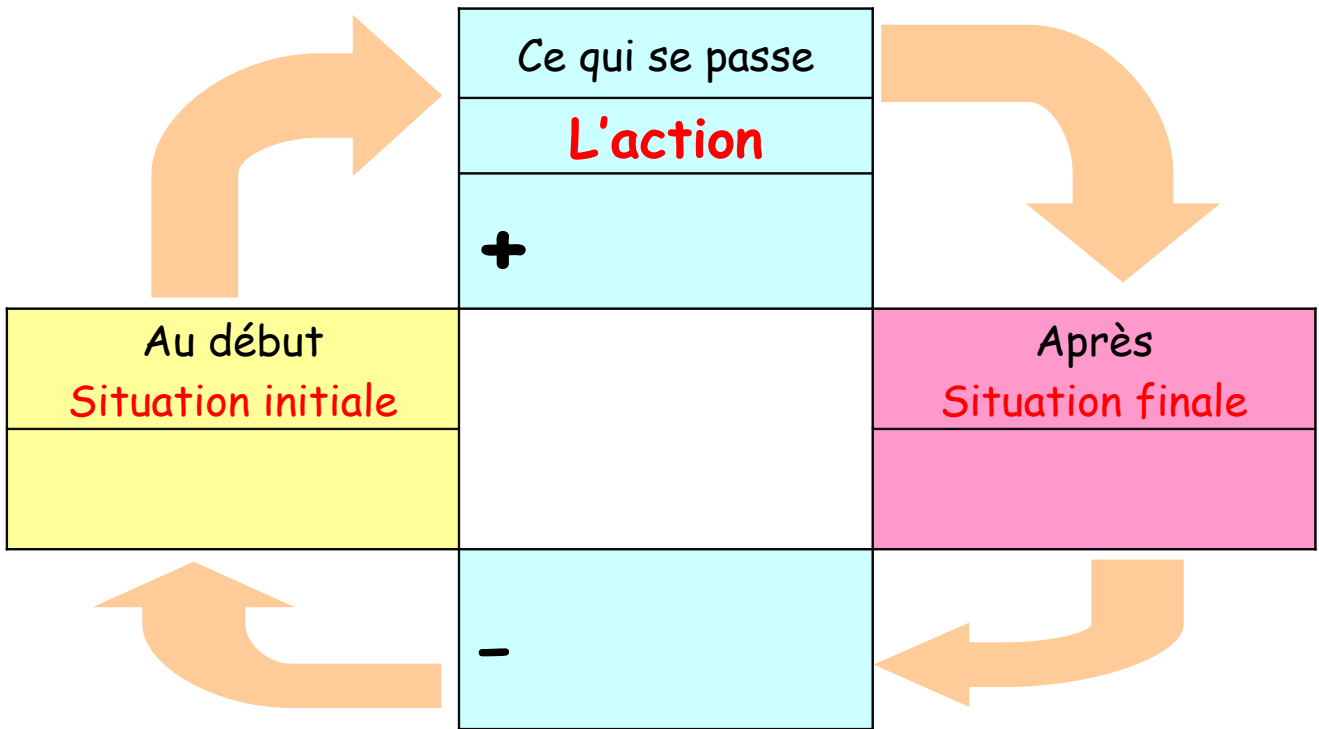 Ce qui se passe
L'action
+
Au début
Situation initiale
Après
Situation finale
-